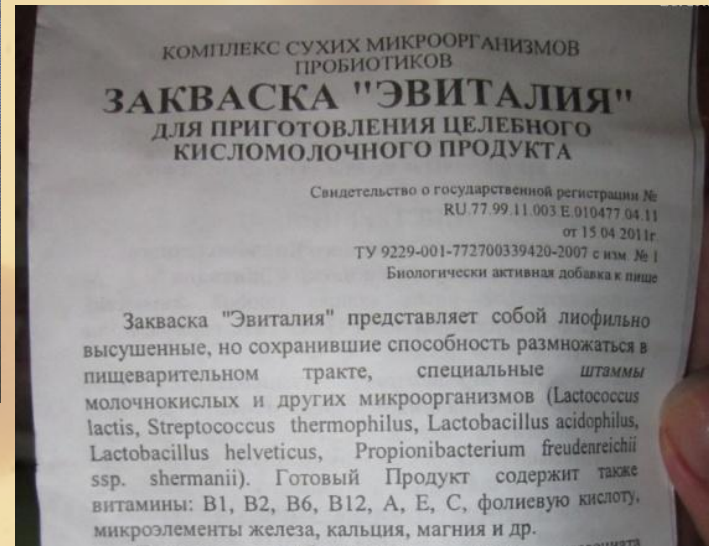 КОМПЛЕКС СУХИХ МИКРООРГАНИЗМОВ
ПРОБИОТИКОВ
ЗАКВАСКА "ЭВИТАЛИЯ"
ДЛЯ ПРИГОТОВЛЕНИЯ ЦЕЛЕБНОГО
КИСЛОМОЛОЧНОГО ПРОДУКТА
Свидетельство о государственной регистрации №
RU.77.99.11.003.Е.010477.04.11
от 15.04.2011г
ТУ 9229-001-772700339420-2007 с изм. № 1
Биологически активная добавка к пище
Закваска "Эвиталия" представляет собой лиофильно
высушенные, но сохранившие способность размножаться в
пищеварительном тракте, специальные штаммы
молочнокислых и других микроорганизмов (Lactococcus
lactis, Streptococcus thermophilus, Lactobacillus acidophilus,
Lactobacillus helveticus, Propionibacterium freudenreichii
ssp. shermanii). Готовый Продукт содержит также
витамины: В1, В2, В6, В12, А, Е, С, фолиевую кислоту,
микроэлементы железа, кальция, магния и др.